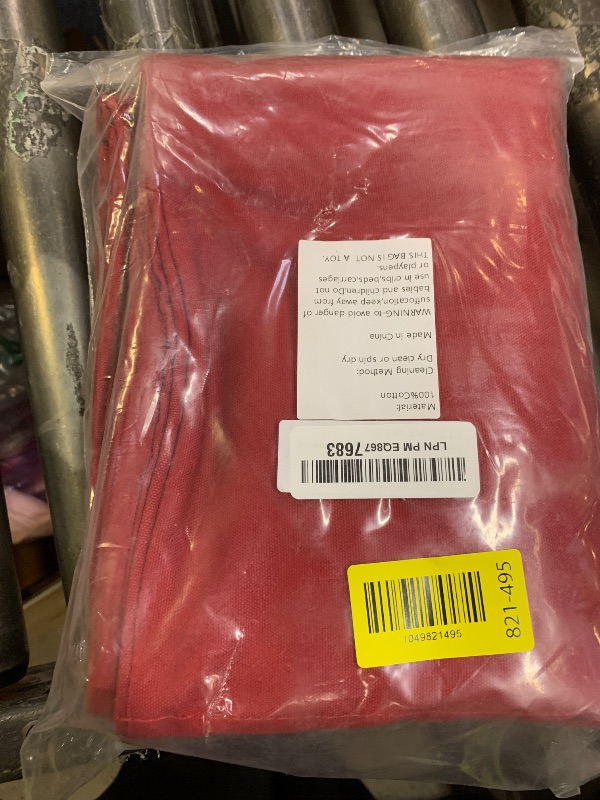 Material:
100%Cotton
Cleaning Method:
Dry clean or spin dry
Made in China
WARNING-to avoid danger of
suffocation,keep away from
babies and children.Do not
use in cribs,beds,carriages
or playpens.
THIS BAG IS NOT A TOY.
LPN PM EQ8677683
1049821495
821-495